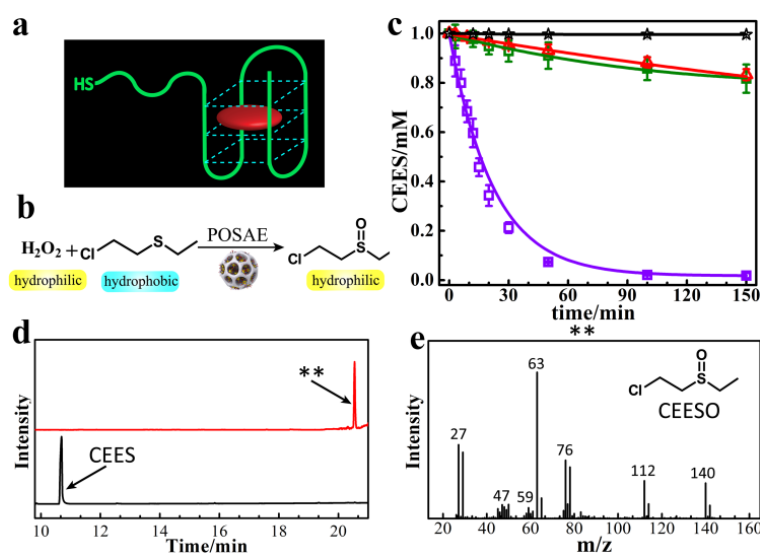 a
HS
b
H₂O₂ +
Cl
S
POSAE
Cl
O
S
hydrophilic
hydrophobic
hydrophilic
c
CEES/mM
1.0
0.8
0.6
0.4
0.2
0.0
0 30 60 90 120 150
time/min
d
Intensity
**
CEES
10 12 14 16 18 20
Time/min
e
**
Intensity
63
27
76
47
59
112
140
O
S
Cl
CEESO
20 40 60 80 100 120 140 160
m/z